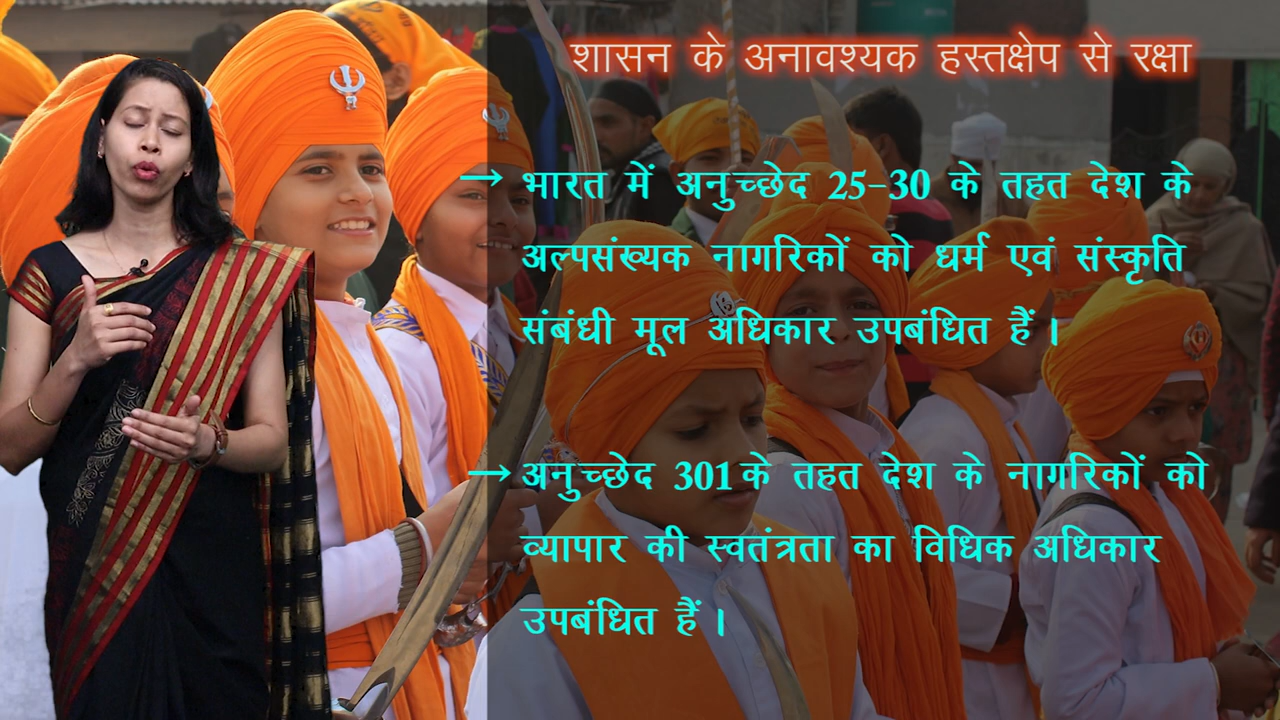 शासन के अनावश्यक हस्तक्षेप से रक्षा
→ भारत में अनुच्छेद 25-30 के तहत देश के
अल्पसंख्यक नागरिकों को धर्म एवं संस्कृति
संबंधी मूल अधिकार उपबंधित हैं।
→ अनुच्छेद 301 के तहत देश के नागरिकों को
व्यापार की स्वतंत्रता का विधिक अधिकार
उपबंधित हैं।